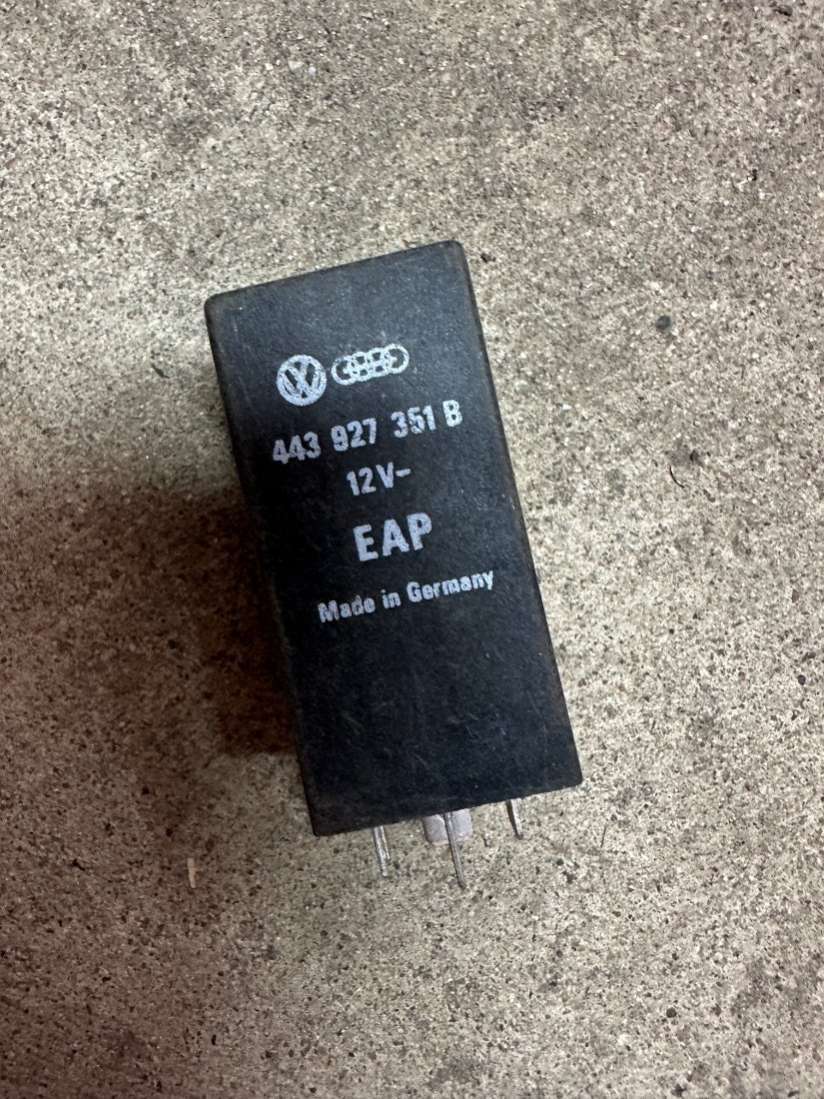 443 927 351 B
12V-
EAP
Made in Germany